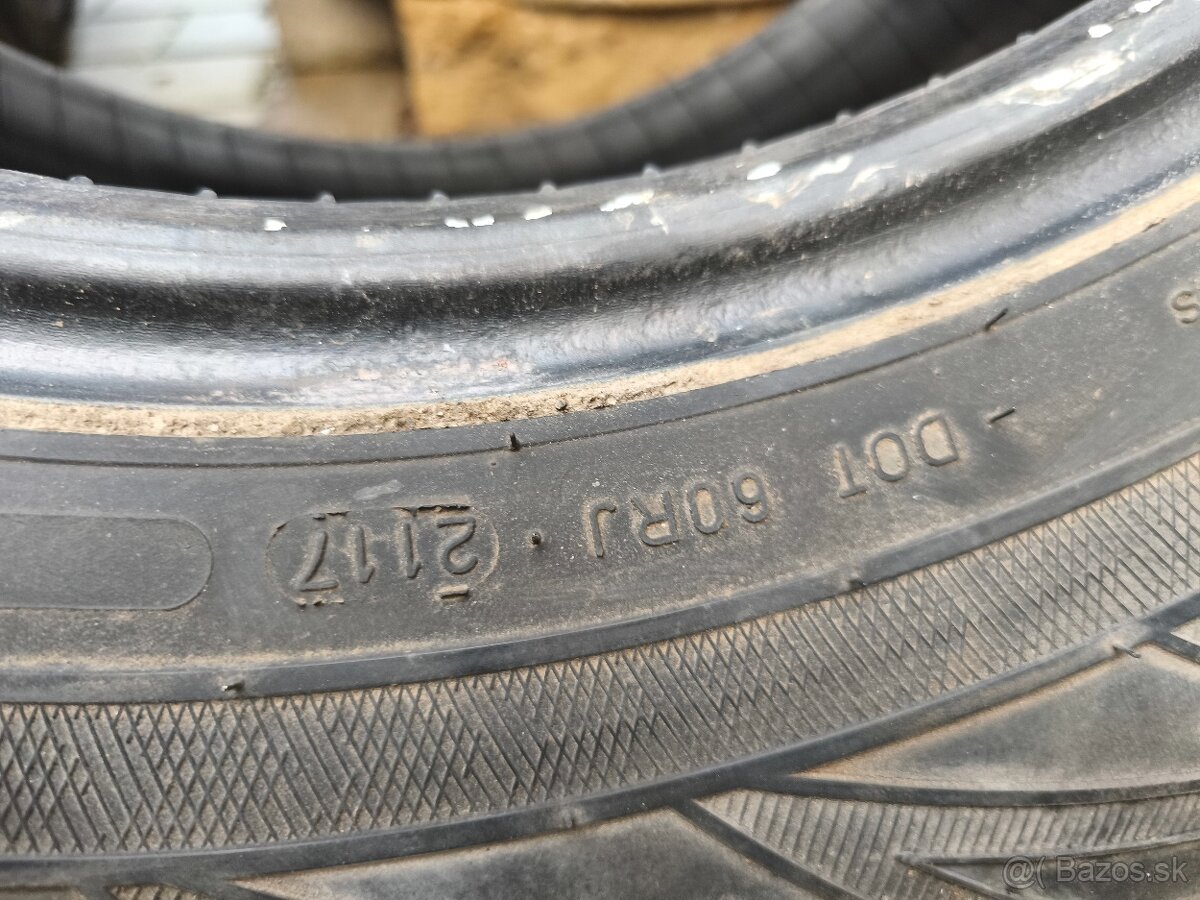 - DOT 60RJ · 2117
S
@( Bazos.sk